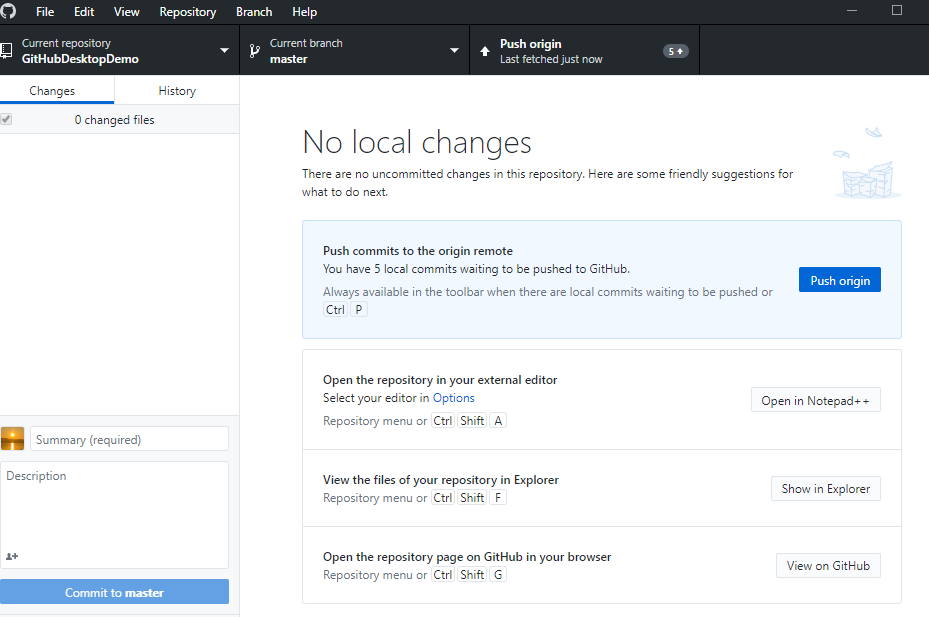 File Edit View Repository Branch Help
Current repository
GitHubDesktopDemo
Current branch
master
Push origin
Last fetched just now
5
Changes History
0 changed files
No local changes
There are no uncommitted changes in this repository. Here are some friendly suggestions for
what to do next.
Push commits to the origin remote
You have 5 local commits waiting to be pushed to GitHub.
Always available in the toolbar when there are local commits waiting to be pushed or
Ctrl P
Push origin
Open the repository in your external editor
Select your editor in Options
Repository menu or Ctrl Shift A
Open in Notepad++
View the files of your repository in Explorer
Repository menu or Ctrl Shift F
Show in Explorer
Open the repository page on GitHub in your browser
Repository menu or Ctrl Shift G
View on GitHub
Summary (required)
Description
Commit to master